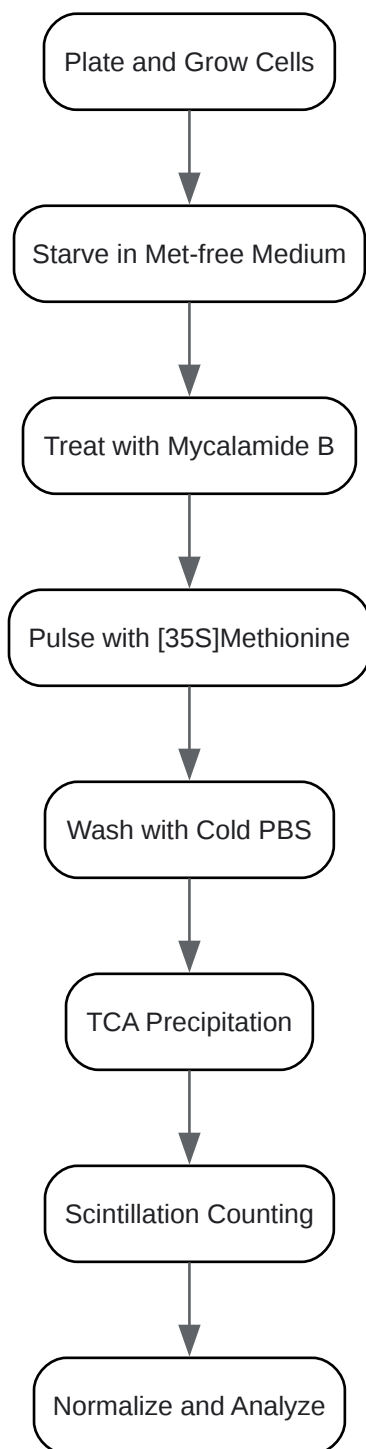 Plate and Grow Cells
Starve in Met-free Medium
Treat with Mycalamide B
Pulse with [35S]Methionine
Wash with Cold PBS
TCA Precipitation
Scintillation Counting
Normalize and Analyze